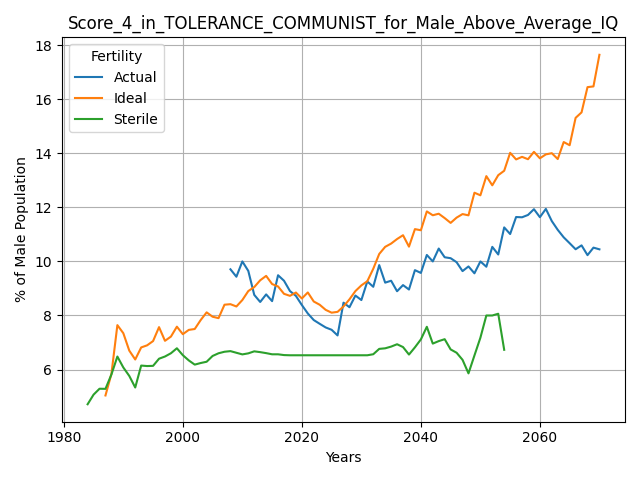 Score_4_in_TOLERANCE_COMMUNIST_for_Male_Above_Average_IQ
Fertility
Actual
Ideal
Sterile
18
16
14
12
10
8
6
% of Male Population
1980 2000 2020 2040 2060
Years